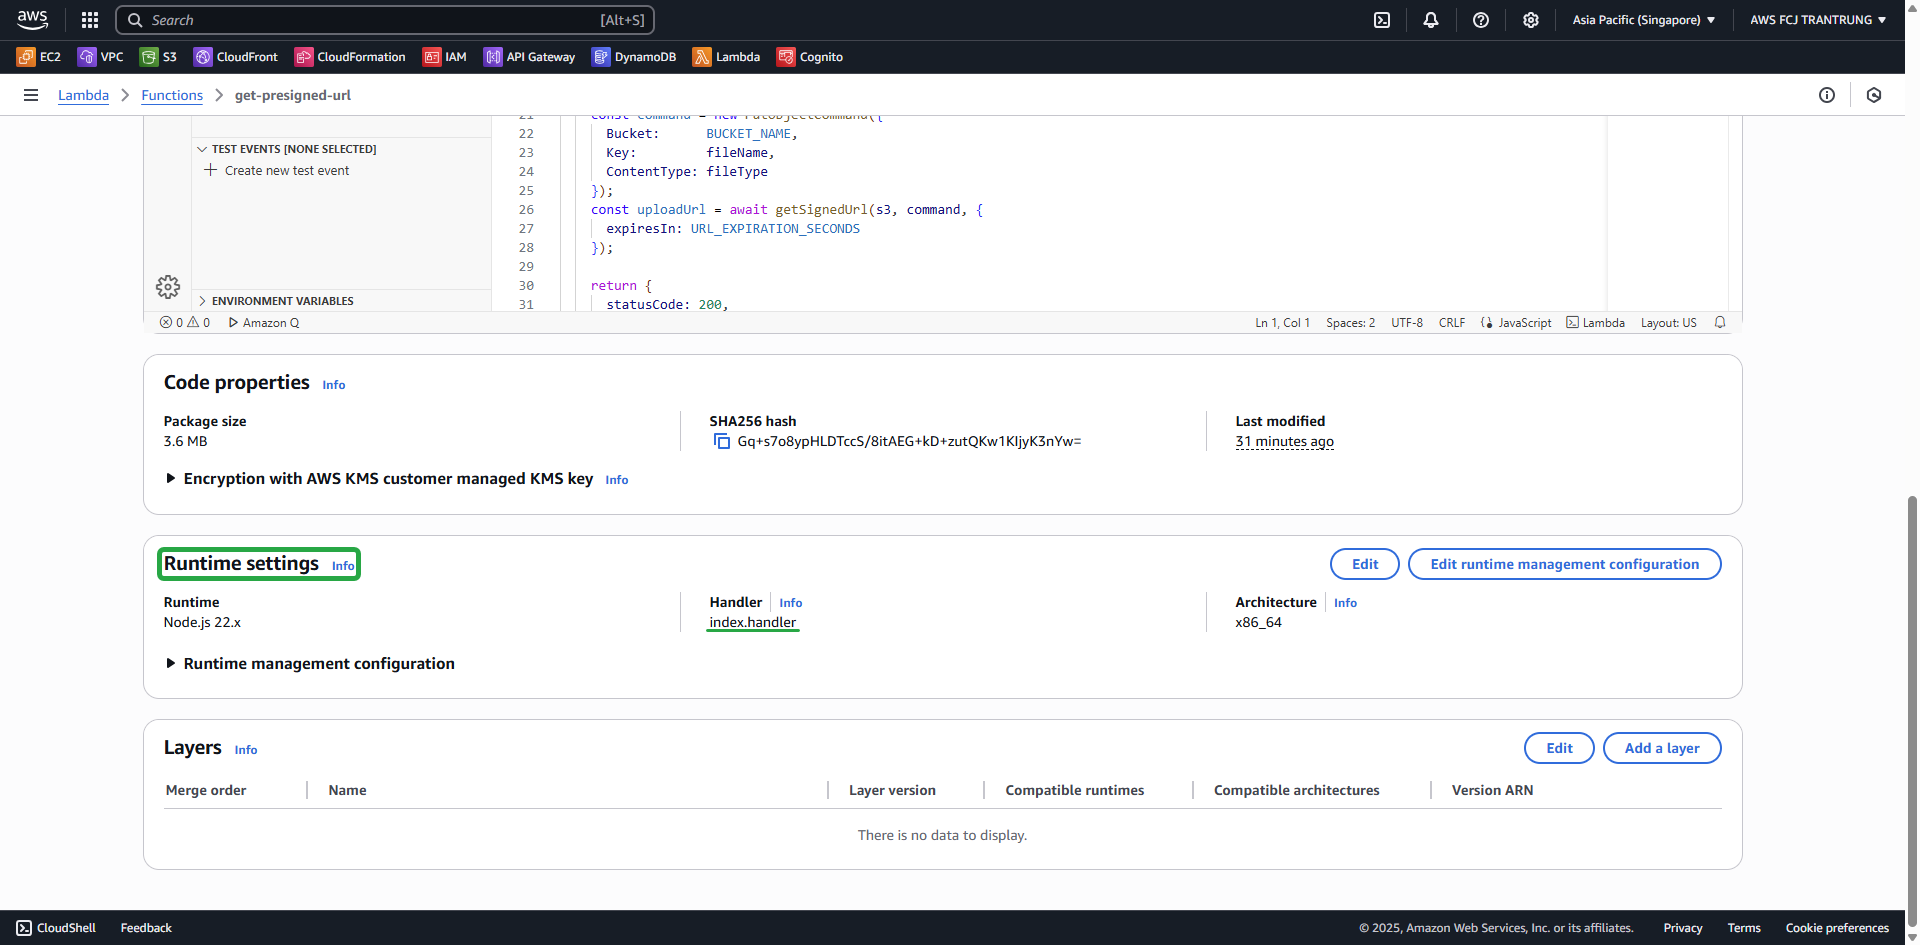 aws
Search
[Alt+S]
Asia Pacific (Singapore)
AWS FCJ TRANTRUNG
EC2
VPC
S3
CloudFront
CloudFormation
IAM
API Gateway
DynamoDB
Lambda
Cognito
Lambda
Functions
get-presigned-url
TEST EVENTS [NONE SELECTED]
Create new test event
ENVIRONMENT VARIABLES
21 const command = new PutObjectCommand({
22 Bucket: BUCKET_NAME,
23 Key: fileName,
24 ContentType: fileType
25 });
26 const uploadUrl = await getSignedUrl(s3, command, {
27 expiresIn: URL_EXPIRATION_SECONDS
28 });
29
30 return {
31 statusCode: 200,
0 0 Amazon Q
Ln 1, Col 1 Spaces: 2 UTF-8 CRLF JavaScript Lambda Layout: US
Code properties Info
Package size
3.6 MB
SHA256 hash
Gq+s7o8ypHLDTccS/8itAEG+kD+zutQKw1KIjyK3nYw=
Last modified
31 minutes ago
Encryption with AWS KMS customer managed KMS key Info
Runtime settings Info
Edit
Edit runtime management configuration
Runtime
Node.js 22.x
Handler Info
index.handler
Architecture Info
x86_64
Runtime management configuration
Layers Info
Edit
Add a layer
Merge order Name Layer version Compatible runtimes Compatible architectures Version ARN
There is no data to display.
CloudShell Feedback
© 2025, Amazon Web Services, Inc. or its affiliates. Privacy Terms Cookie preferences